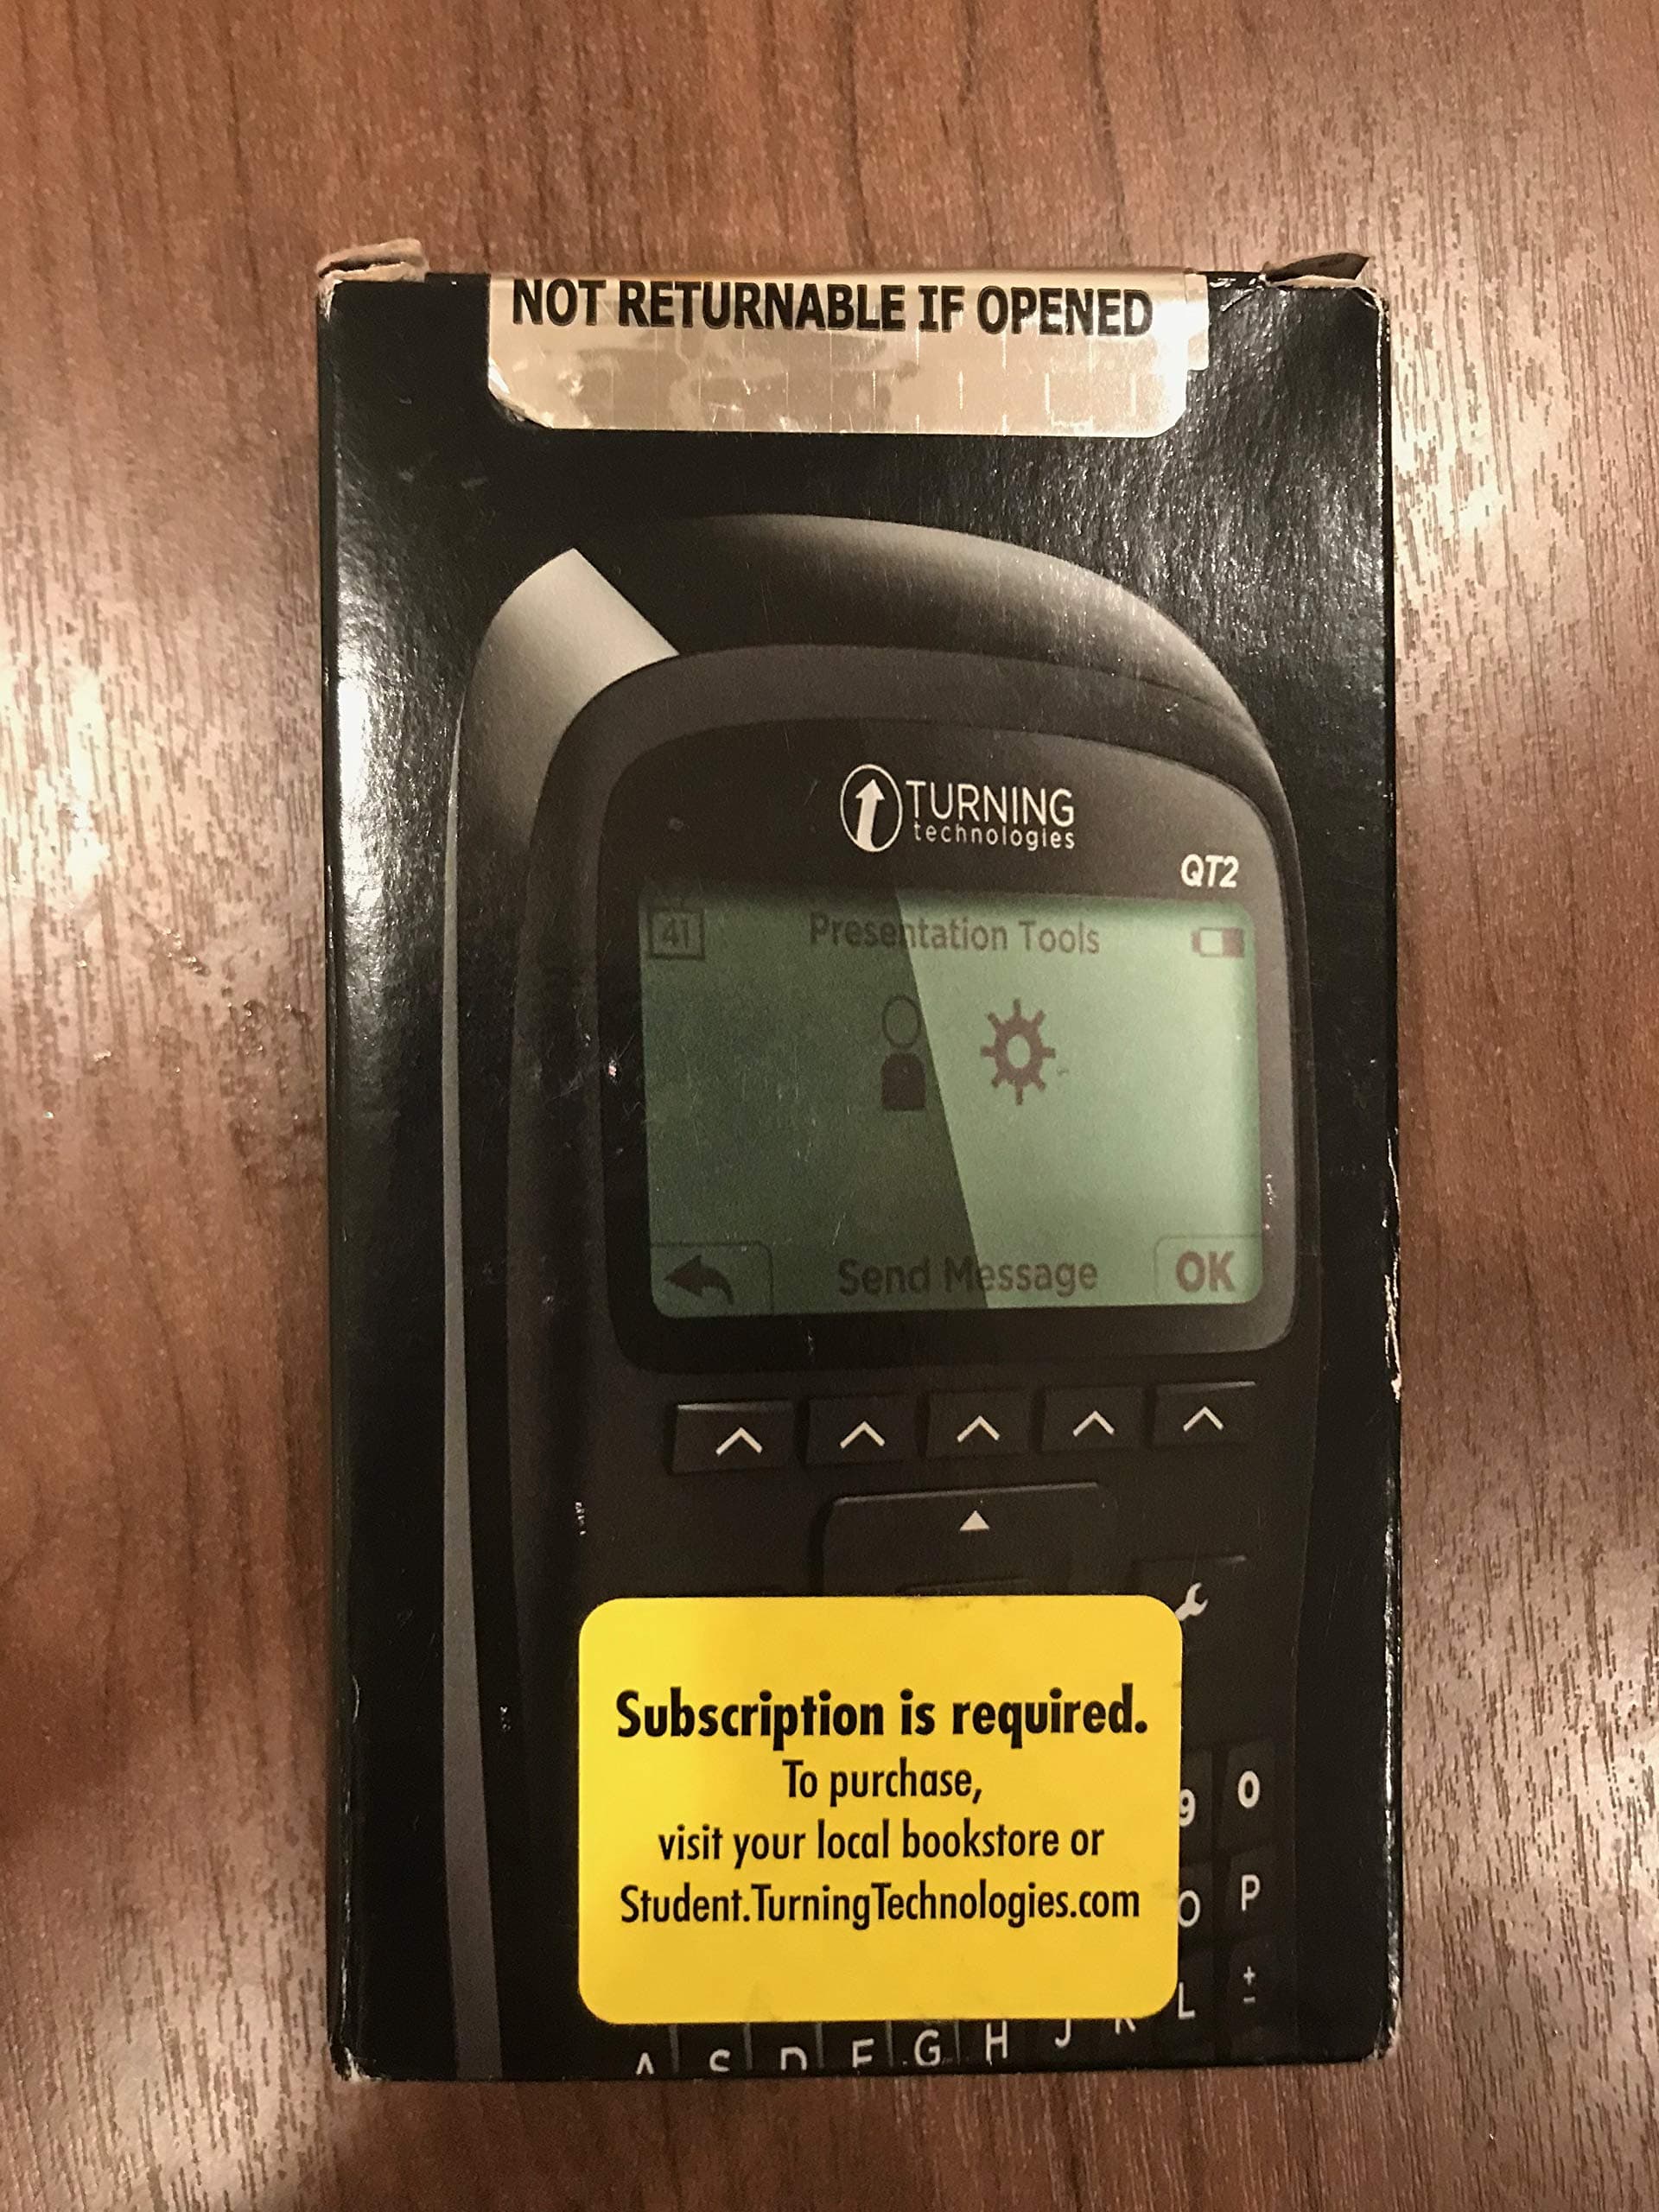 NOT RETURNABLE IF OPENED
TURNING
technologies
QT2
41 Presentation Tools
Send Message OK
Subscription is required.
To purchase,
visit your local bookstore or
Student.TurningTechnologies.com
9 0
O P
L + -
A S D F G H J K